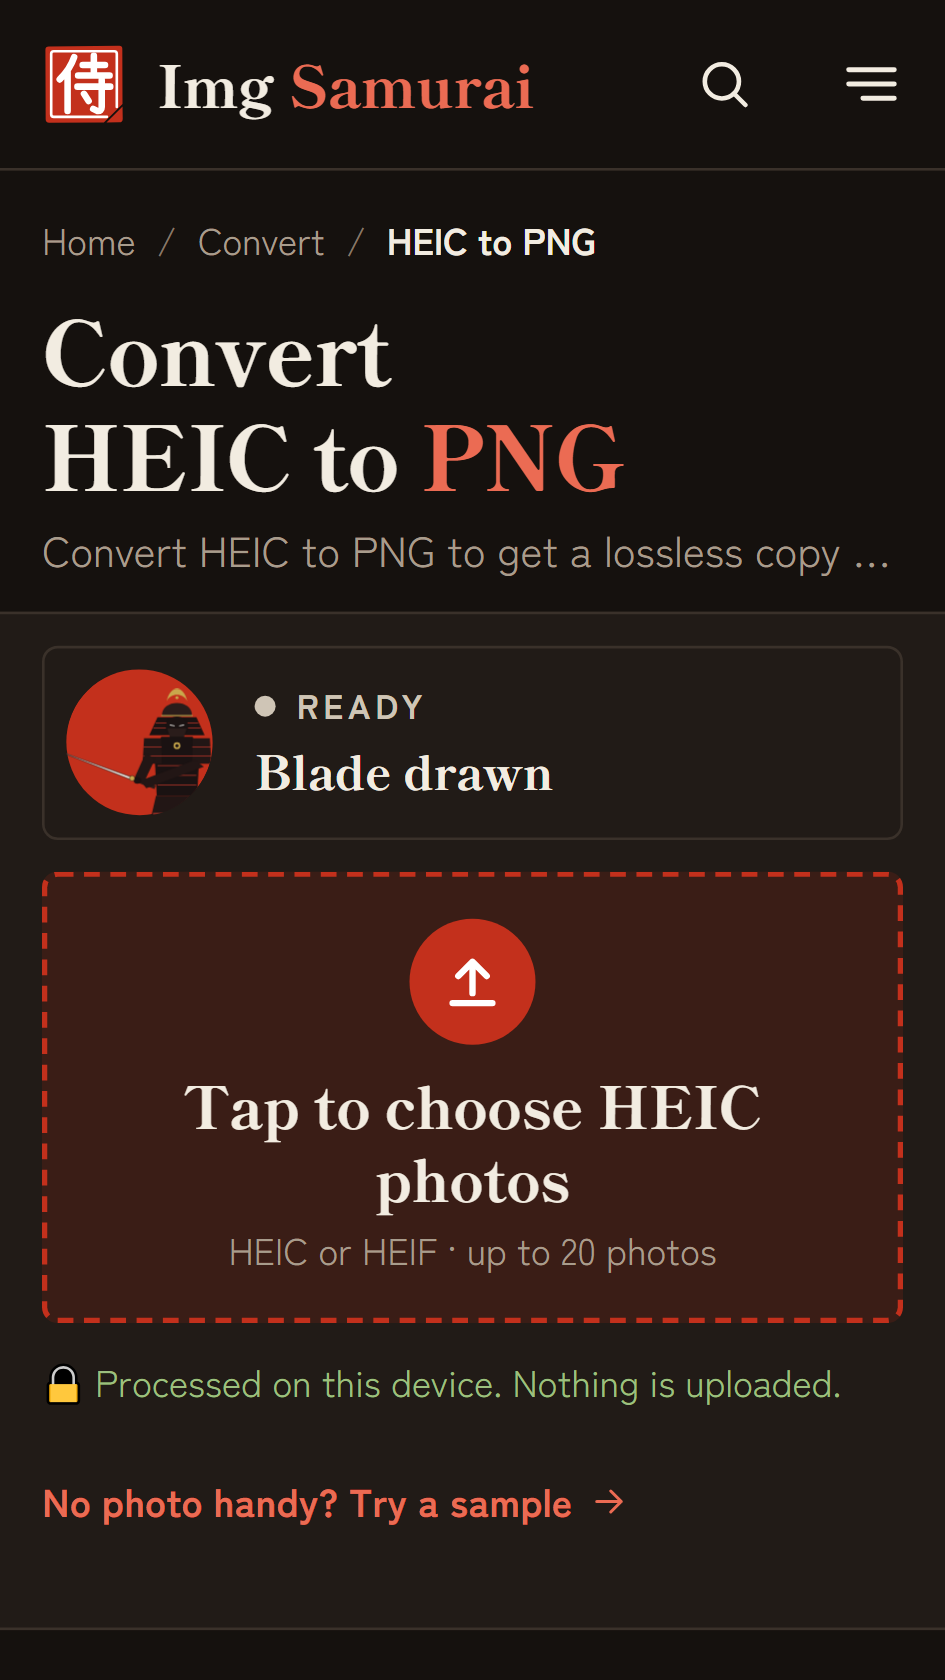 侍
Img Samurai
Home / Convert / HEIC to PNG
Convert
HEIC to PNG
Convert HEIC to PNG to get a lossless copy ...
READY
Blade drawn
Tap to choose HEIC
photos
HEIC or HEIF · up to 20 photos
Processed on this device. Nothing is uploaded.
No photo handy? Try a sample →